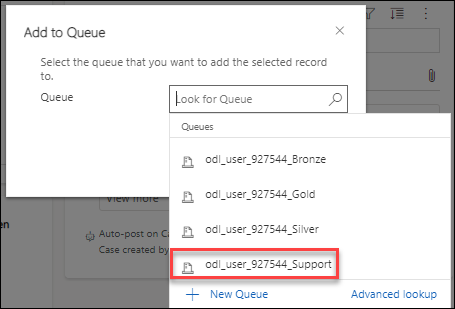 Add to Queue
Select the queue that you want to add the selected record
to.
Queue
Look for Queue
Queues
odl_user_927544_Bronze
odl_user_927544_Gold
odl_user_927544_Silver
odl_user_927544_Support
New Queue
Advanced lookup
View more
Auto-post on Ca
Case created by
en